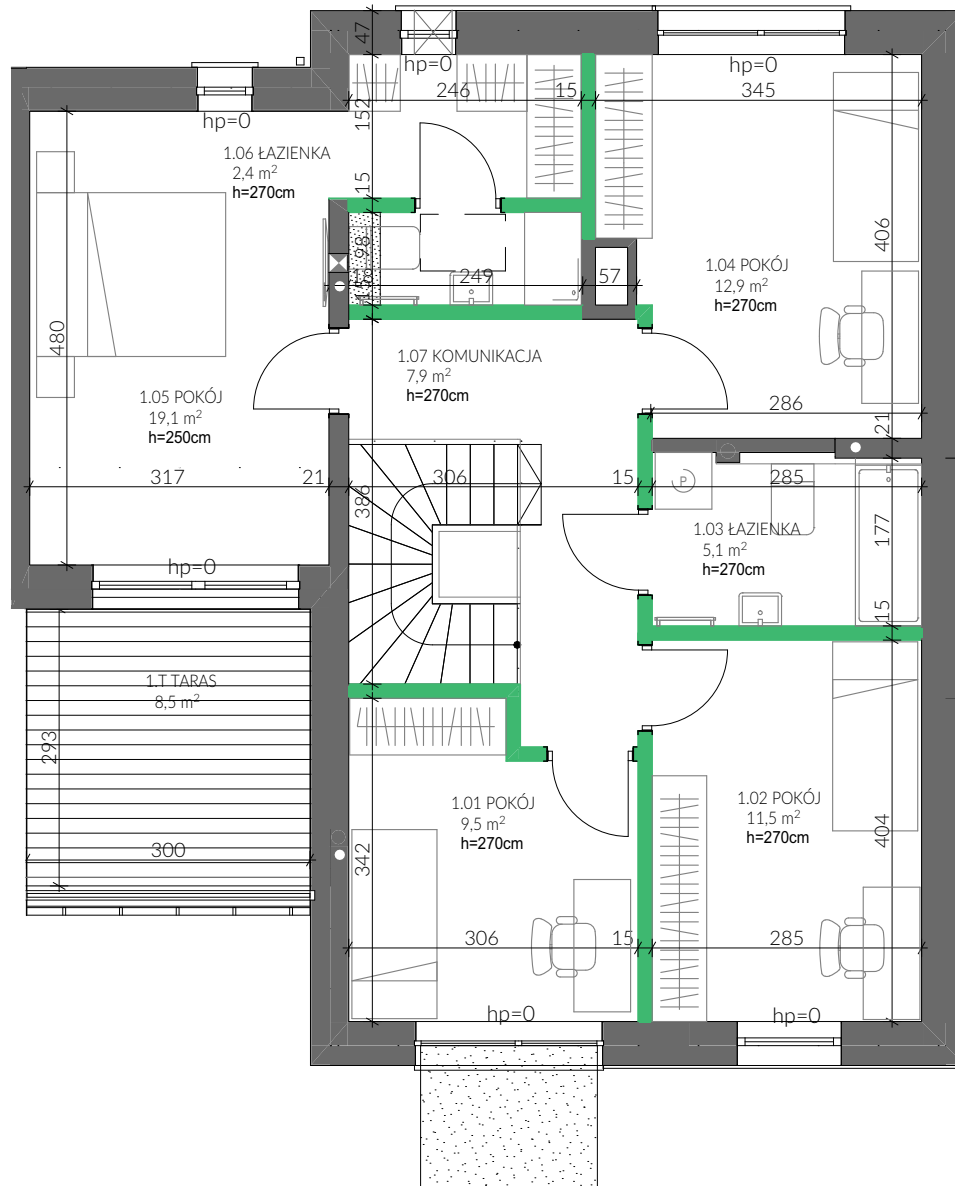 47
hp=0
hp=0
246
15
345
152
hp=0
1.06 ŁAZIENKA
2,4 m²
h=270cm
15
98
406
249
57
1.04 POKÓJ
12,9 m²
h=270cm
480
1.07 KOMUNIKACJA
7,9 m²
h=270cm
1.05 POKÓJ
19,1 m²
h=250cm
286
21
317
21
386
306
15
P
285
1.03 ŁAZIENKA
5,1 m²
h=270cm
177
hp=0
15
1.T TARAS
8,5 m²
293
300
1.01 POKÓJ
9,5 m²
h=270cm
1.02 POKÓJ
11,5 m²
h=270cm
342
404
306
15
285
hp=0
hp=0